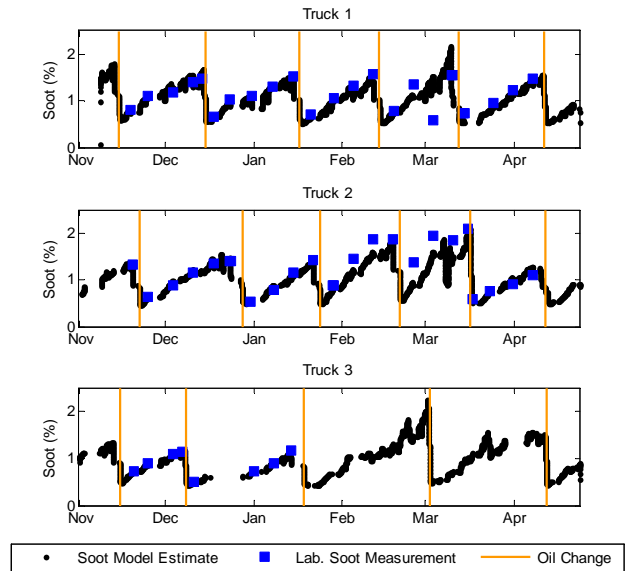 Truck 1
2
1
0
Soot (%)
Nov Dec Jan Feb Mar Apr
Truck 2
2
1
0
Soot (%)
Nov Dec Jan Feb Mar Apr
Truck 3
2
1
0
Soot (%)
Nov Dec Jan Feb Mar Apr
Soot Model Estimate Lab. Soot Measurement Oil Change